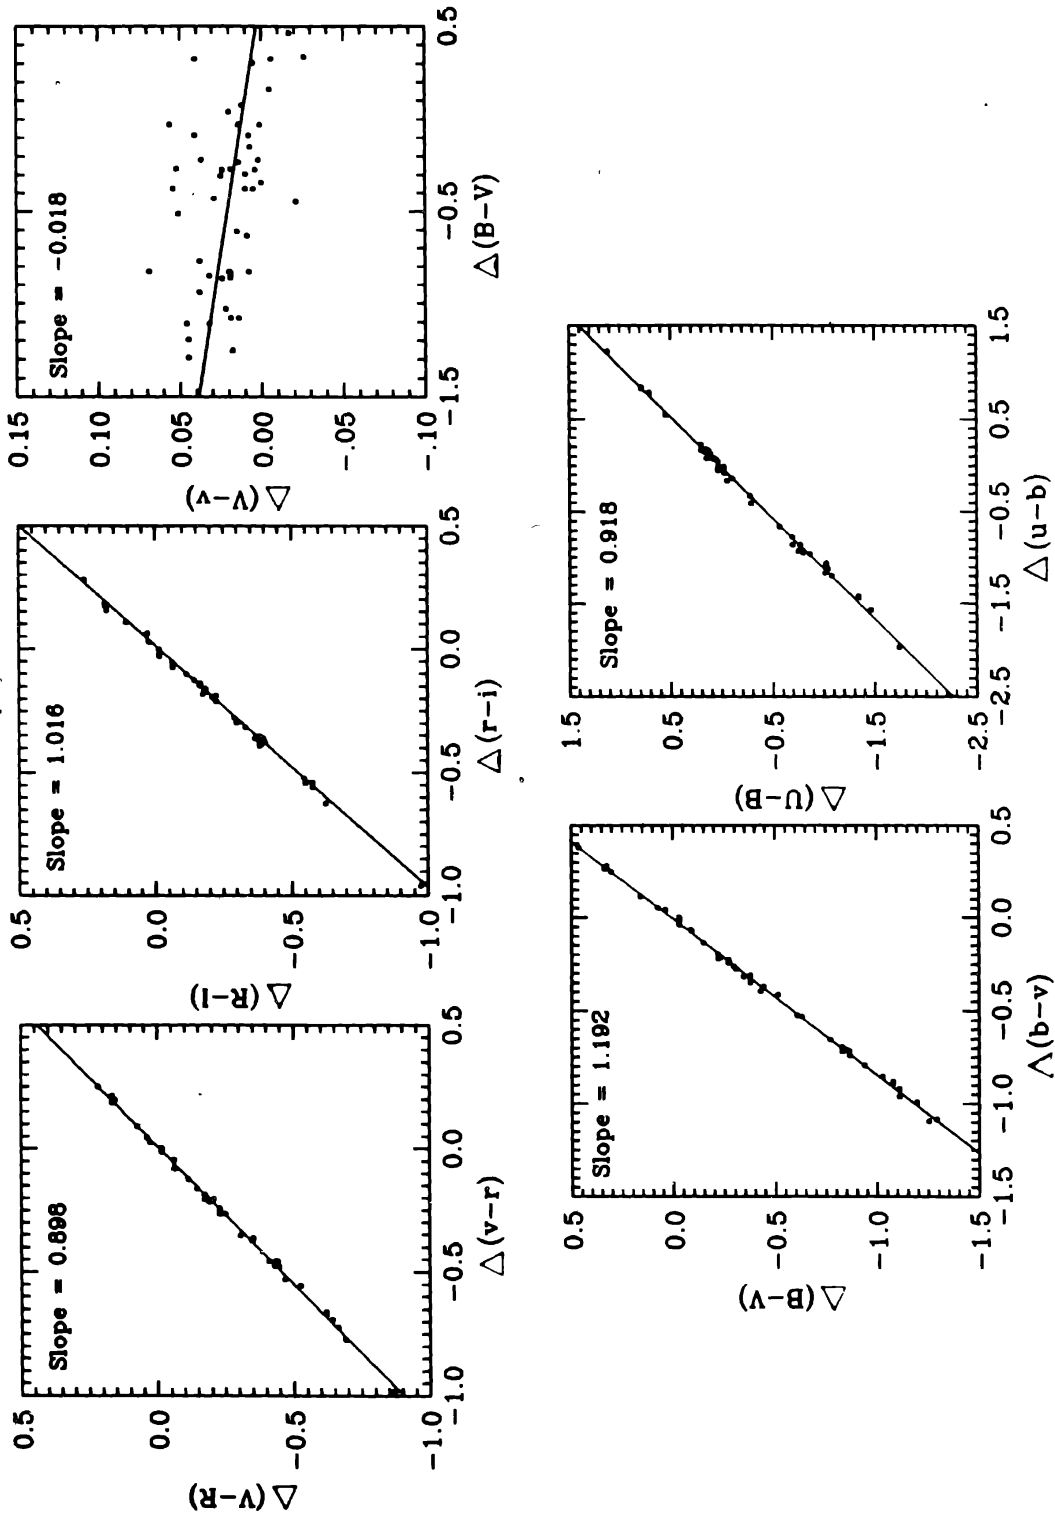 Slope = 0.898
0.5
0.0
−0.5
−1.0
Δ(V−R)
−1.0 −0.5 0.0 0.5
Δ(v−r)
Slope = 1.016
0.5
0.0
−0.5
−1.0
Δ(R−I)
−1.0 −0.5 0.0 0.5
Δ(r−i)
Slope = −0.018
0.15
0.10
0.05
0.00
−.05
−.10
Δ(V−v)
−1.5 −0.5 0.5
Δ(B−V)
Slope = 1.192
0.5
0.0
−0.5
−1.0
−1.5
Δ(B−V)
−1.5 −1.0 −0.5 0.0 0.5
Λ(b−v)
Slope = 0.918
1.5
0.5
−0.5
−1.5
−2.5
Δ(U−B)
−2.5 −1.5 −0.5 0.5 1.5
Δ(u−b)